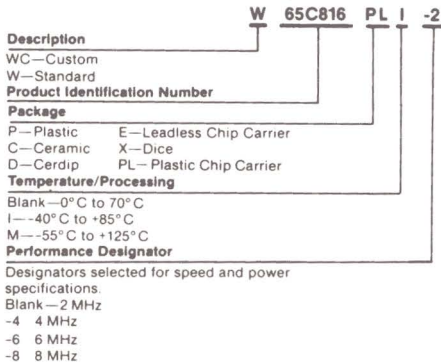 W 65C816 PL I -2
Description
WC—Custom
W—Standard
Product Identification Number
Package
P—Plastic E—Leadless Chip Carrier
C—Ceramic X—Dice
D—Cerdip PL—Plastic Chip Carrier
Temperature/Processing
Blank—0°C to 70°C
I—-40°C to +85°C
M—-55°C to +125°C
Performance Designator
Designators selected for speed and power
specifications.
Blank—2 MHz
-4 4 MHz
-6 6 MHz
-8 8 MHz